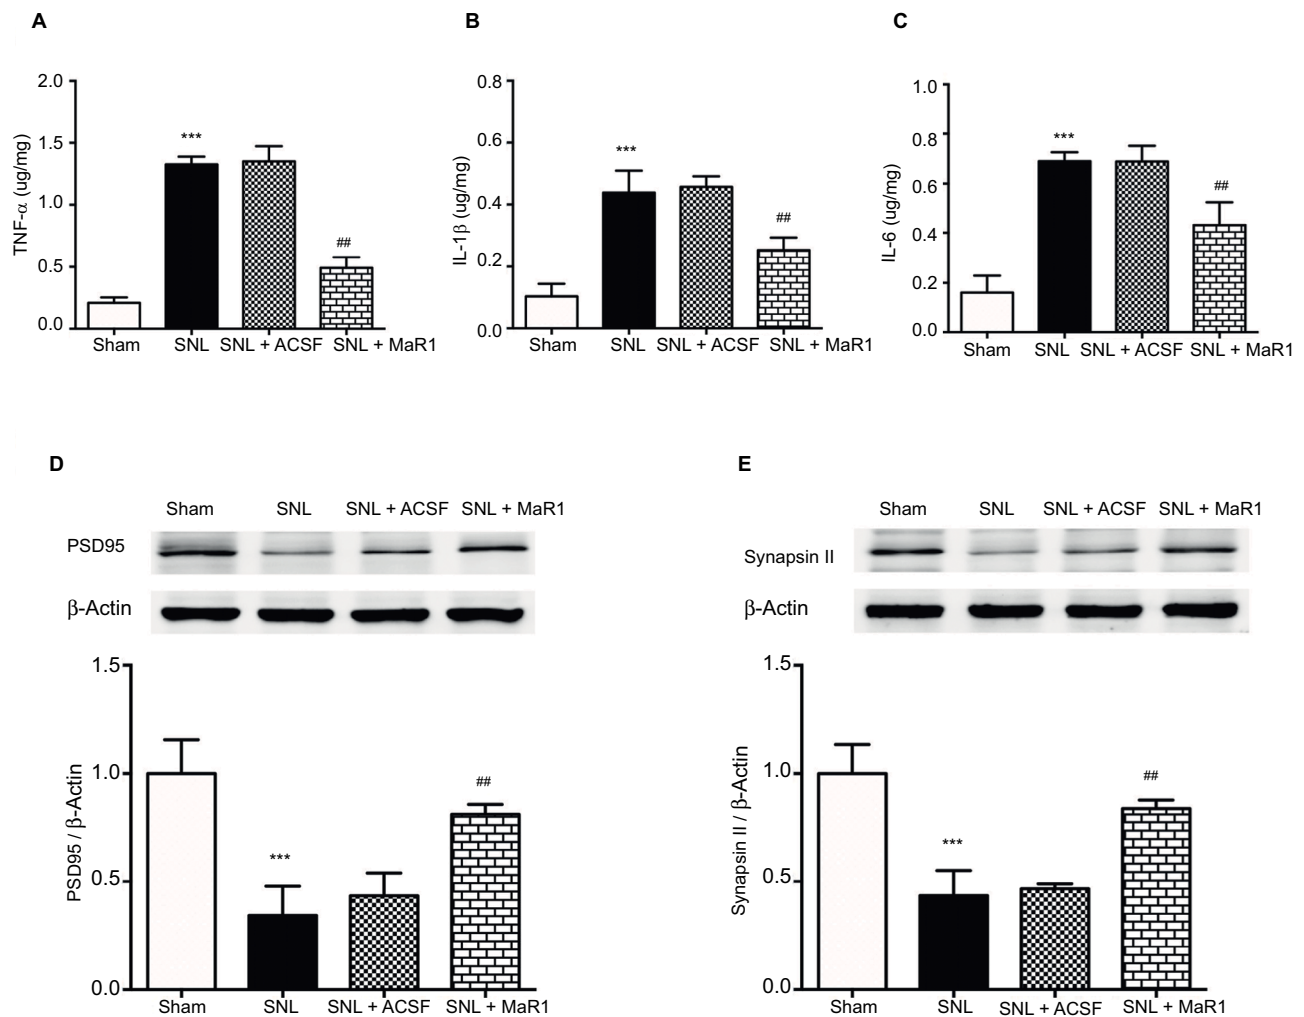 A
TNF-α (ug/mg)
2.0
1.5
1.0
0.5
0.0
***
##
Sham SNL SNL + ACSF SNL + MaR1
B
IL-1β (ug/mg)
0.8
0.6
0.4
0.2
0.0
***
##
Sham SNL SNL + ACSF SNL + MaR1
C
IL-6 (ug/mg)
1.0
0.8
0.6
0.4
0.2
0.0
***
##
Sham SNL SNL + ACSF SNL + MaR1
D
Sham SNL SNL + ACSF SNL + MaR1
PSD95
β-Actin
PSD95 / β-Actin
1.5
1.0
0.5
0.0
***
##
Sham SNL SNL + ACSF SNL + MaR1
E
Sham SNL SNL + ACSF SNL + MaR1
Synapsin II
β-Actin
Synapsin II / β-Actin
1.5
1.0
0.5
0.0
***
##
Sham SNL SNL + ACSF SNL + MaR1